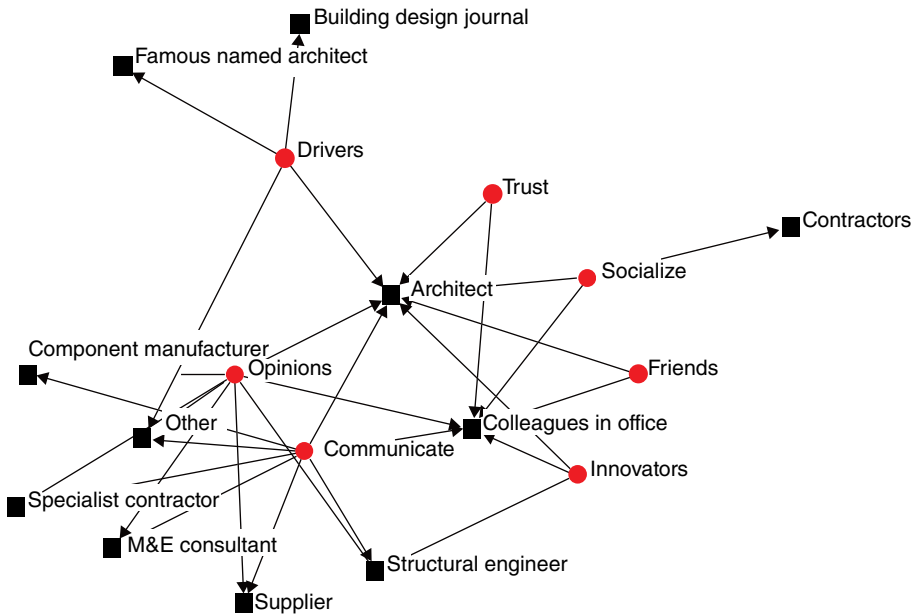 Building design journal
Famous named architect
Drivers
Trust
Contractors
Socialize
Architect
Component manufacturer
Opinions
Friends
Other
Colleagues in office
Communicate
Innovators
Specialist contractor
M&E consultant
Structural engineer
Supplier